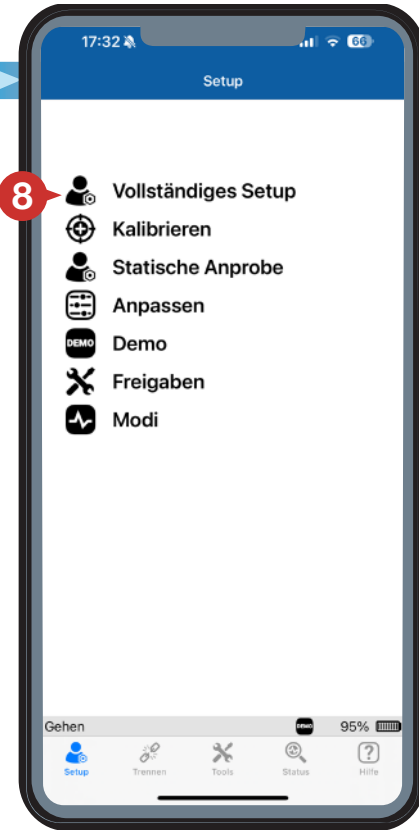 17:32 66
Setup
8 Vollständiges Setup
Kalibrieren
Statische Anprobe
Anpassen
DEMO Demo
Freigaben
Modi
Gehen DEMO 95%
Setup Trennen Tools Status Hilfe